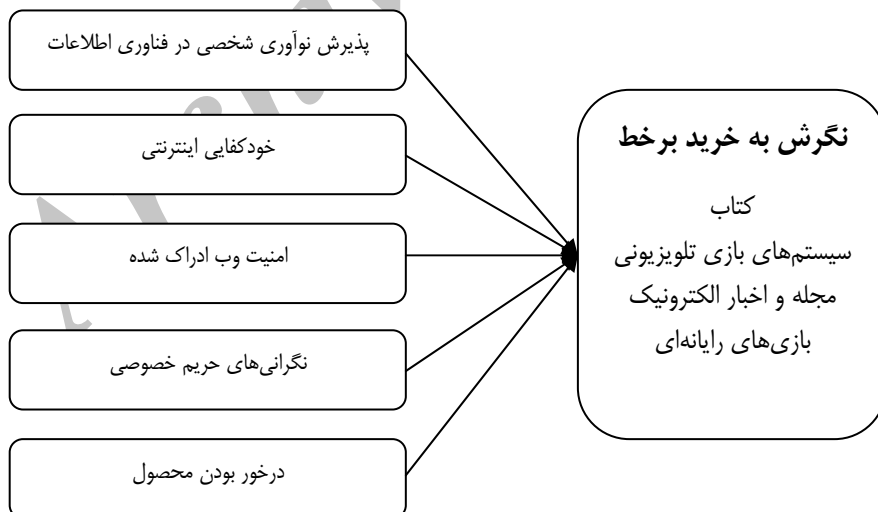 پذیرش نوآوری شخصی در فناوری اطلاعات
خودکفایی اینترنتی
امنیت وب ادراک شده
نگرانی‌های حریم خصوصی
درخور بودن محصول
نگرش به خرید برخط
کتاب
سیستم‌های بازی تلویزیونی
مجله و اخبار الکترونیک
بازی‌های رایانه‌ای